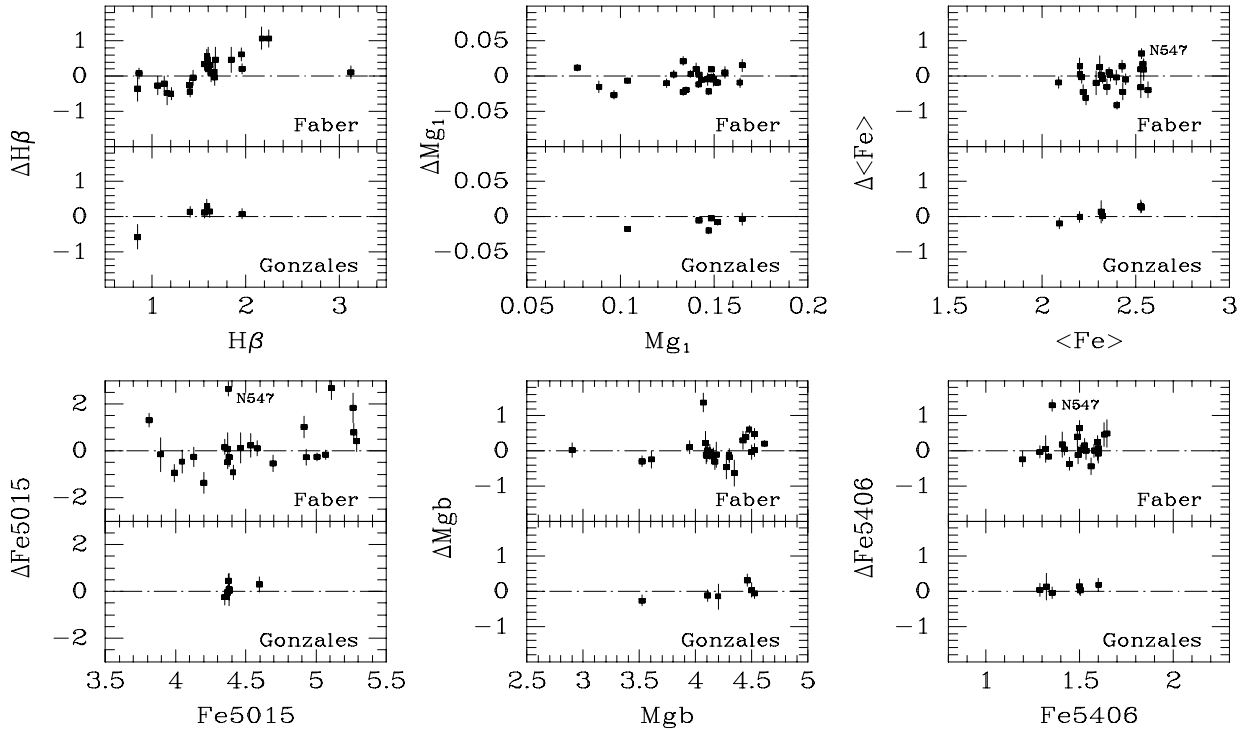 ΔHβ
1
0
−1
Faber
1
0
−1
Gonzales
1
2
3
Hβ
ΔMg₁
0.05
0
−0.05
Faber
0.05
0
−0.05
Gonzales
0.05
0.1
0.15
0.2
Mg₁
Δ<Fe>
1
0
−1
N547
Faber
1
0
−1
Gonzales
1.5
2
2.5
3
<Fe>
ΔFe5015
2
0
−2
N547
Faber
2
0
−2
Gonzales
3.5
4
4.5
5
5.5
Fe5015
ΔMgb
1
0
−1
Faber
1
0
−1
Gonzales
2.5
3
3.5
4
4.5
5
Mgb
ΔFe5406
1
0
−1
N547
Faber
1
0
−1
Gonzales
1
1.5
2
Fe5406